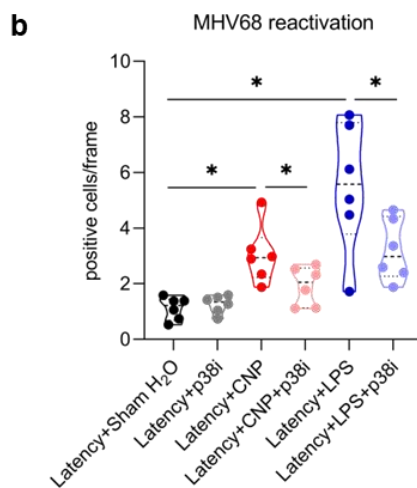 b
MHV68 reactivation
positive cells/frame
10
8
6
4
2
0
*
*
*
*
Latency+Sham H₂O
Latency+p38i
Latency+CNP
Latency+CNP+p38i
Latency+LPS
Latency+LPS+p38i